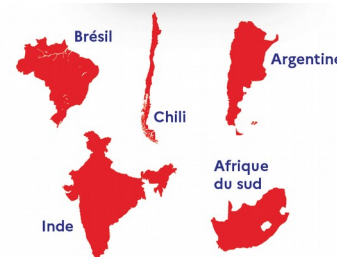 Brésil
Argentine
Chili
Afrique
du sud
Inde